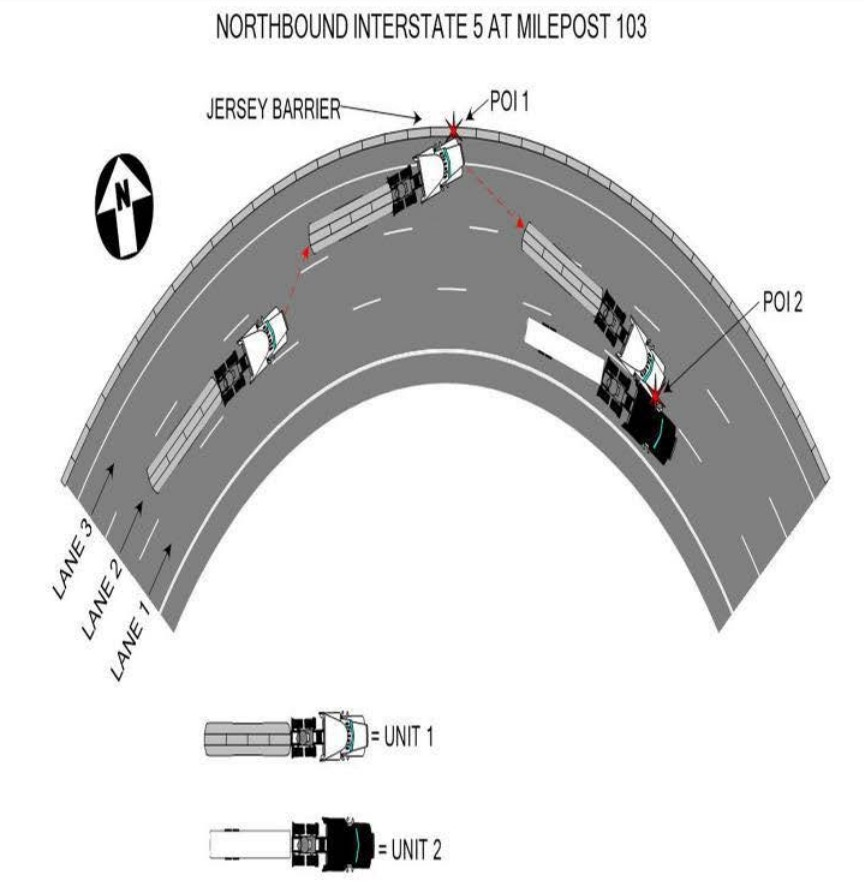 NORTHBOUND INTERSTATE 5 AT MILEPOST 103
JERSEY BARRIER
POI 1
N
POI 2
LANE 3
LANE 2
LANE 1
= UNIT 1
= UNIT 2